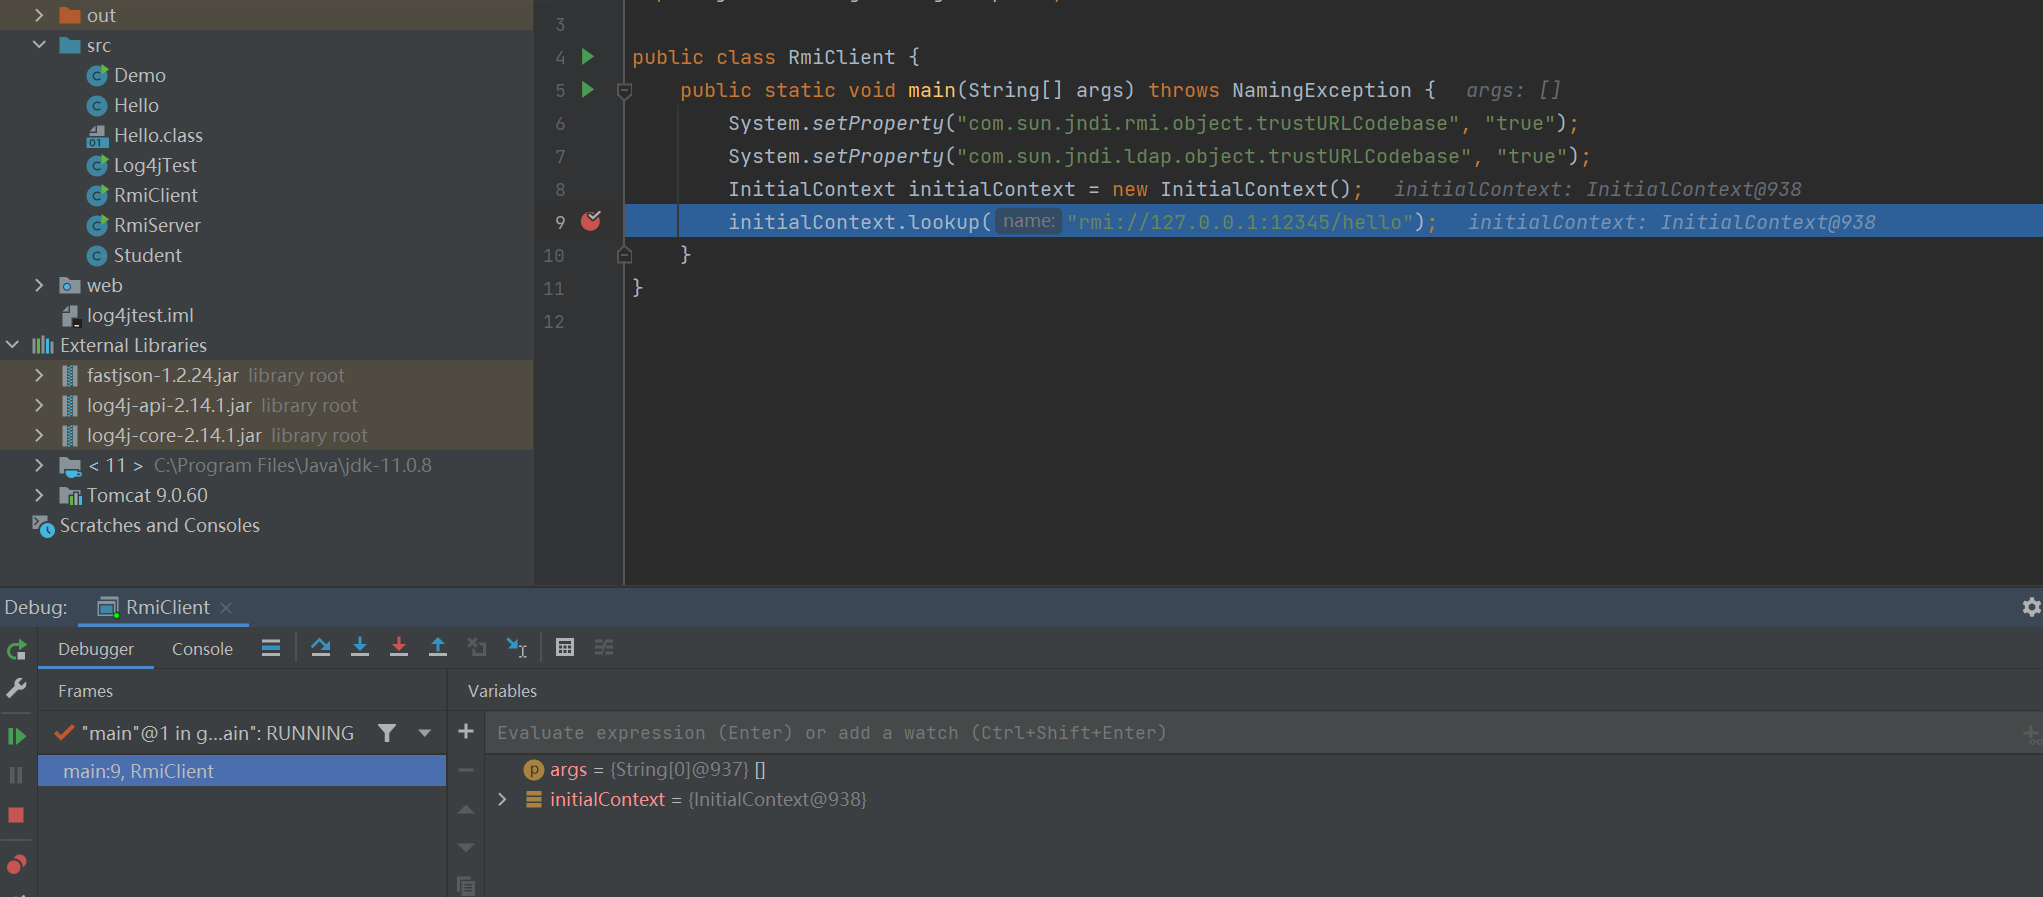 out
src
Demo
Hello
Hello.class
Log4jTest
RmiClient
RmiServer
Student
web
log4jtest.iml
External Libraries
fastjson-1.2.24.jar library root
log4j-api-2.14.1.jar library root
log4j-core-2.14.1.jar library root
< 11 > C:\Program Files\Java\jdk-11.0.8
Tomcat 9.0.60
Scratches and Consoles
3
4 public class RmiClient {
5 public static void main(String[] args) throws NamingException { args: []
6 System.setProperty("com.sun.jndi.rmi.object.trustURLCodebase", "true");
7 System.setProperty("com.sun.jndi.ldap.object.trustURLCodebase", "true");
8 InitialContext initialContext = new InitialContext(); initialContext: InitialContext@938
9 initialContext.lookup( name: "rmi://127.0.0.1:12345/hello"); initialContext: InitialContext@938
10 }
11 }
12
Debug: RmiClient
Debugger Console
Frames
"main"@1 in g...ain": RUNNING
main:9, RmiClient
Variables
Evaluate expression (Enter) or add a watch (Ctrl+Shift+Enter)
args = {String[0]@937} []
initialContext = {InitialContext@938}